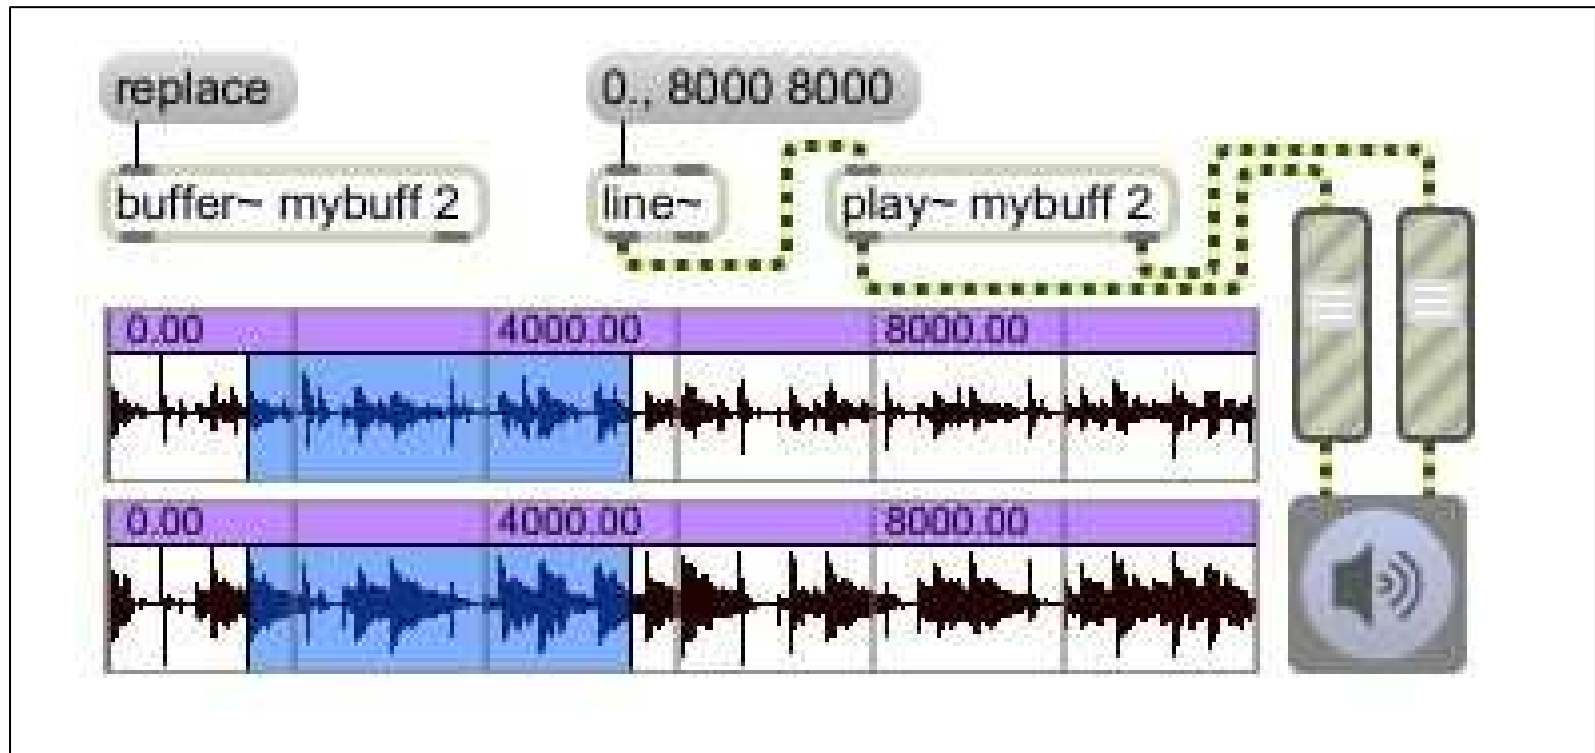 replace
0., 8000 8000
buffer~ mybuff 2
line~
play~ mybuff 2
0.00 4000.00 8000.00
0.00 4000.00 8000.00